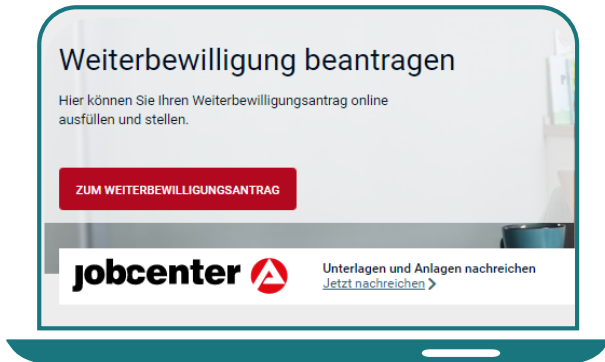 Weiterbewilligung beantragen
Hier können Sie Ihren Weiterbewilligungsantrag online
ausfüllen und stellen.
ZUM WEITERBEWILLIGUNGSANTRAG
jobcenter
Unterlagen und Anlagen nachreichen
Jetzt nachreichen